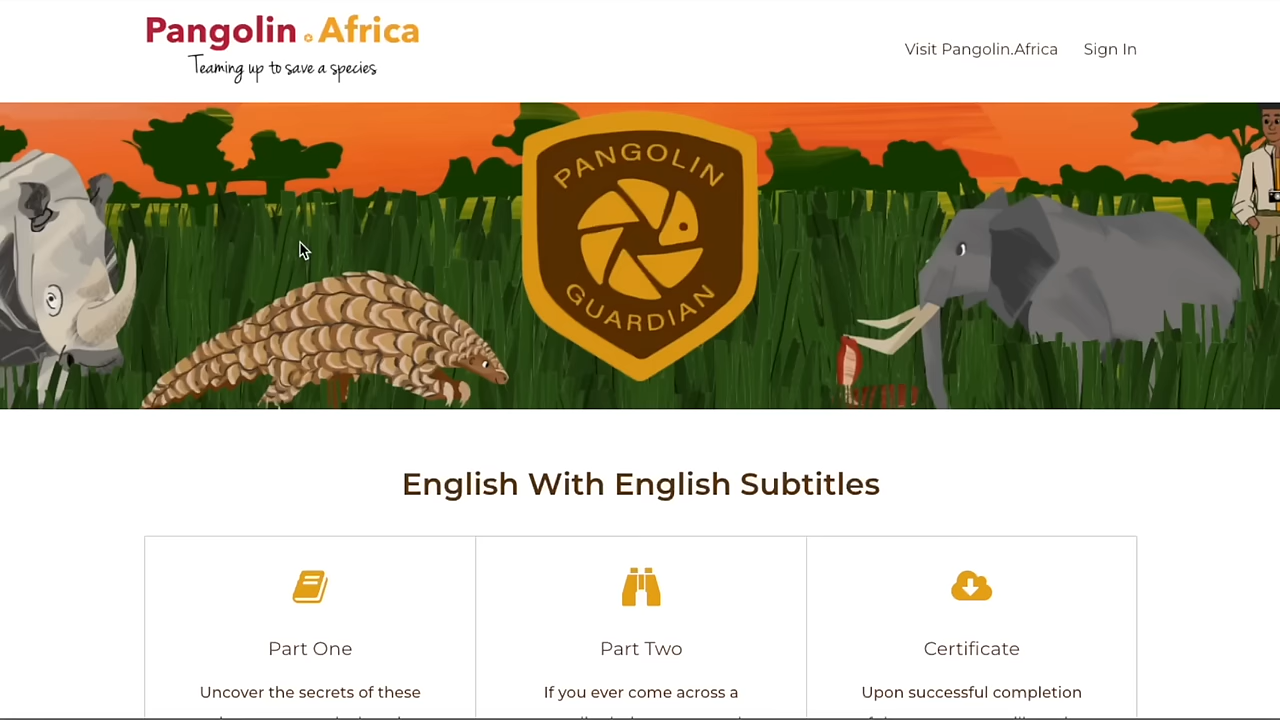 Pangolin Africa
Teaming up to save a species
Visit Pangolin.Africa
Sign In
PANGOLIN
GUARDIAN
English With English Subtitles
Part One
Part Two
Certificate
Uncover the secrets of these
If you ever come across a
Upon successful completion